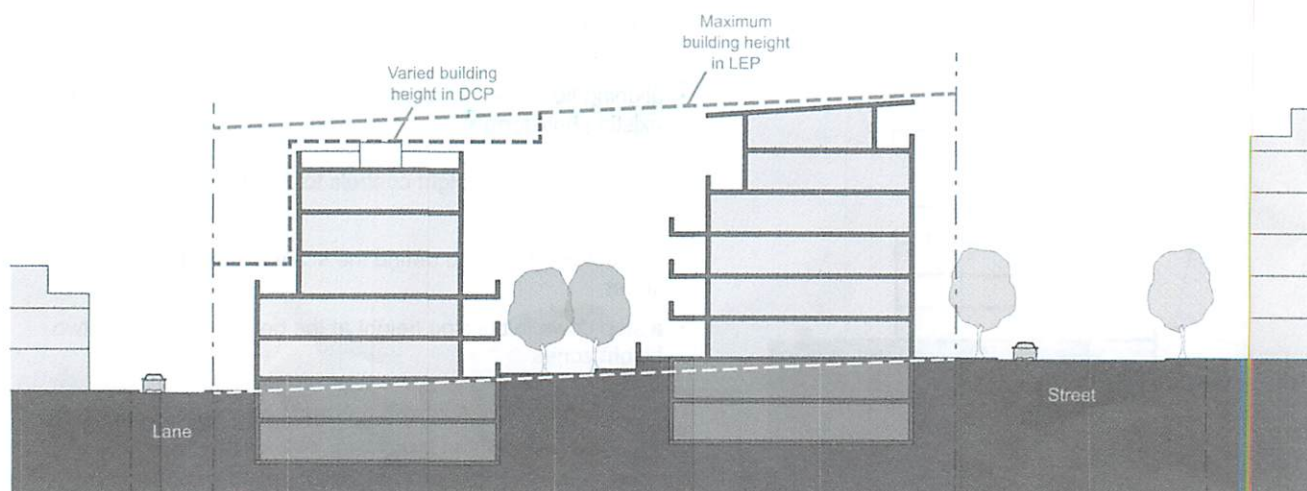 Maximum
building height
in LEP
Varied building
height in DCP
Lane
Street